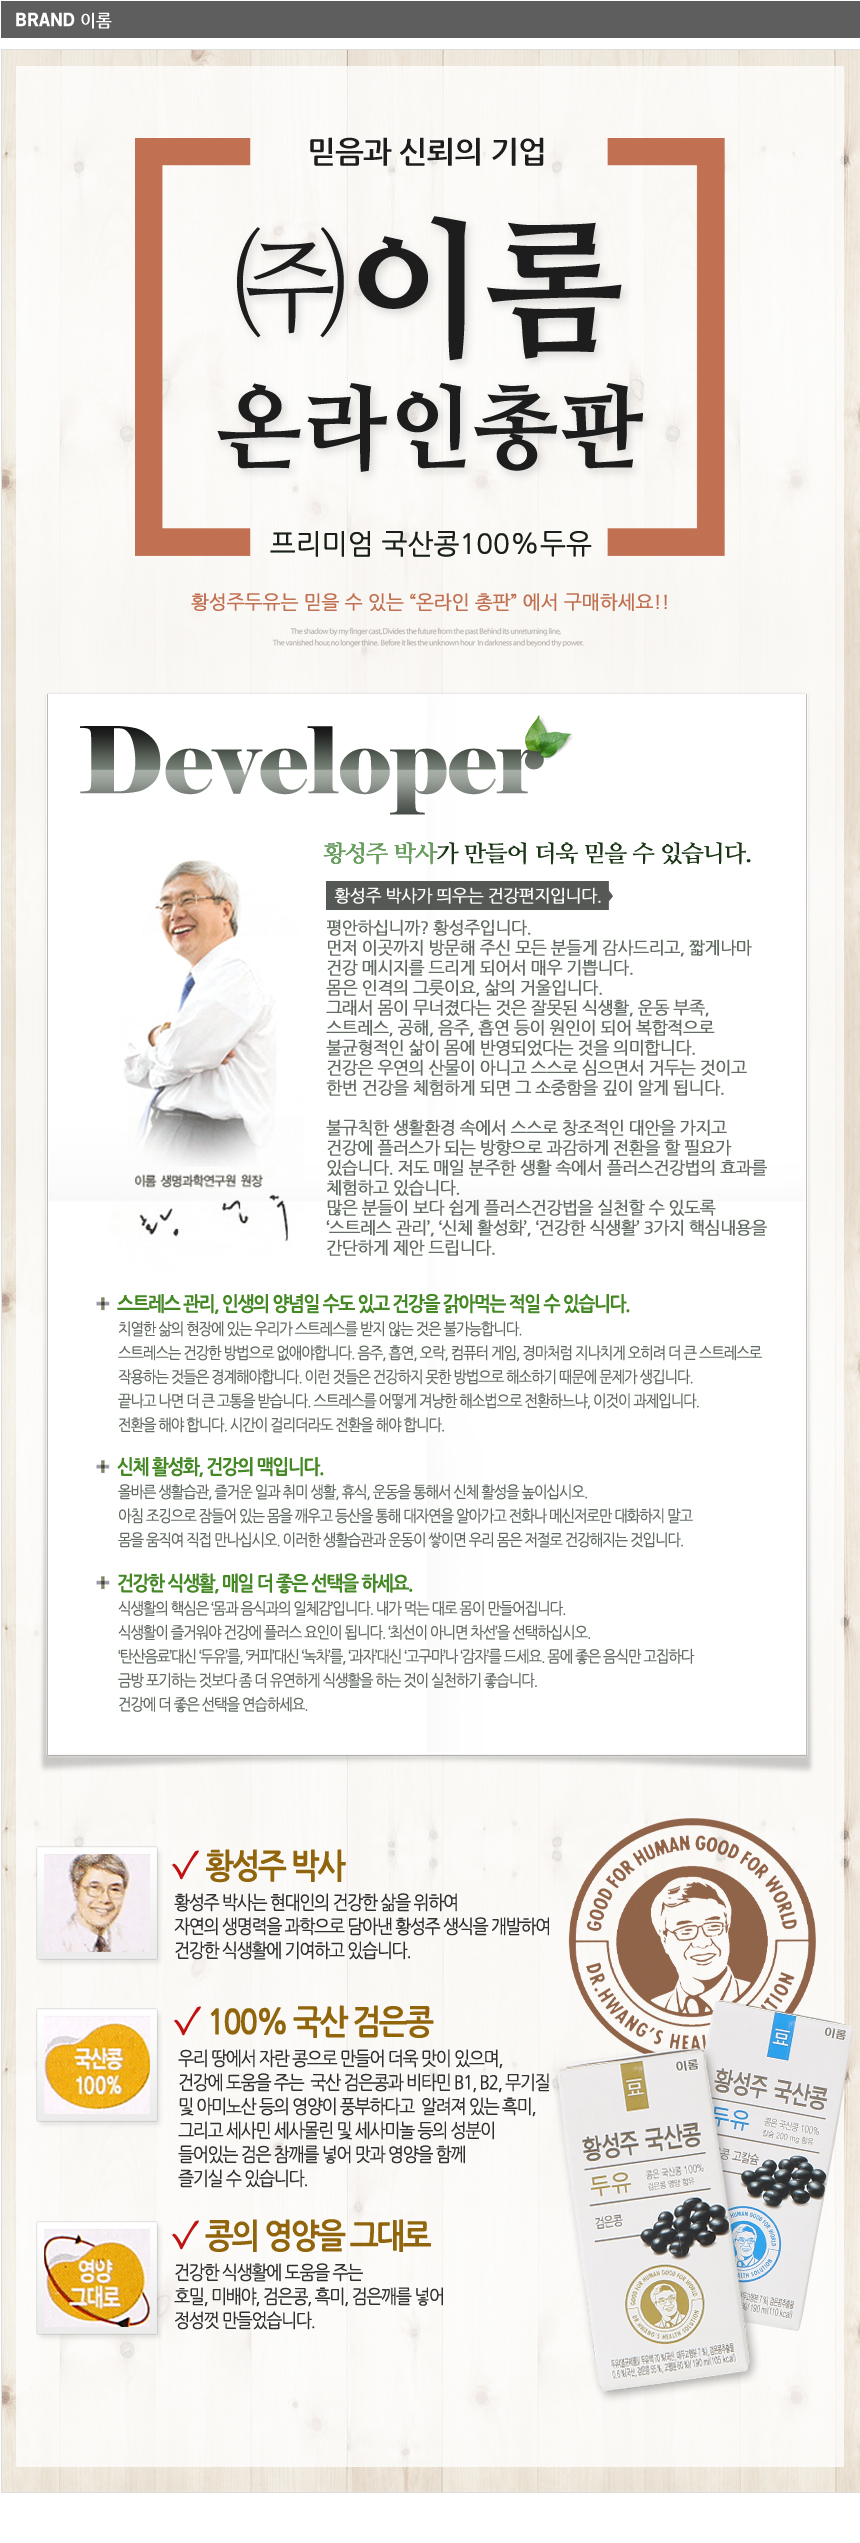 BRAND 이롬
믿음과 신뢰의 기업
㈜이롬
온라인총판
프리미엄 국산콩100%두유
황성주두유는 믿을 수 있는 “온라인 총판” 에서 구매하세요!!
The shadow by my finger cast, Divides the future from the past Behind its unreturning line,
The vanished hour, no longer thine. Before it lies the unknown hour In darkness and beyond thy power.
Developer
황성주 박사가 만들어 더욱 믿을 수 있습니다.
황성주 박사가 띄우는 건강편지입니다.
평안하십니까? 황성주입니다.
먼저 이곳까지 방문해 주신 모든 분들게 감사드리고, 짧게나마
건강 메시지를 드리게 되어서 매우 기쁩니다.
몸은 인격의 그릇이요, 삶의 거울입니다.
그래서 몸이 무너졌다는 것은 잘못된 식생활, 운동 부족,
스트레스, 공해, 음주, 흡연 등이 원인이 되어 복합적으로
불균형적인 삶이 몸에 반영되었다는 것을 의미합니다.
건강은 우연의 산물이 아니고 스스로 심으면서 거두는 것이고
한번 건강을 체험하게 되면 그 소중함을 깊이 알게 됩니다.
불규칙한 생활환경 속에서 스스로 창조적인 대안을 가지고
건강에 플러스가 되는 방향으로 과감하게 전환을 할 필요가
있습니다. 저도 매일 분주한 생활 속에서 플러스건강법의 효과를
체험하고 있습니다.
많은 분들이 보다 쉽게 플러스건강법을 실천할 수 있도록
‘스트레스 관리’, ‘신체 활성화’, ‘건강한 식생활’ 3가지 핵심내용을
간단하게 제안 드립니다.
이롬 생명과학연구원 원장
스트레스 관리, 인생의 양념일 수도 있고 건강을 갉아먹는 적일 수 있습니다.
치열한 삶의 현장에 있는 우리가 스트레스를 받지 않는 것은 불가능합니다.
스트레스는 건강한 방법으로 없애야합니다. 음주, 흡연, 오락, 컴퓨터 게임, 경마처럼 지나치게 오히려 더 큰 스트레스로
작용하는 것들은 경계해야합니다. 이런 것들은 건강하지 못한 방법으로 해소하기 때문에 문제가 생깁니다.
끝나고 나면 더 큰 고통을 받습니다. 스트레스를 어떻게 겨냥한 해소법으로 전환하느냐, 이것이 과제입니다.
전환을 해야 합니다. 시간이 걸리더라도 전환을 해야 합니다.
신체 활성화, 건강의 맥입니다.
올바른 생활습관, 즐거운 일과 취미 생활, 휴식, 운동을 통해서 신체 활성을 높이십시오.
아침 조깅으로 잠들어 있는 몸을 깨우고 등산을 통해 대자연을 알아가고 전화나 메신저로만 대화하지 말고
몸을 움직여 직접 만나십시오. 이러한 생활습관과 운동이 쌓이면 우리 몸은 저절로 건강해지는 것입니다.
건강한 식생활, 매일 더 좋은 선택을 하세요.
식생활의 핵심은 ‘몸과 음식과의 일체감’입니다. 내가 먹는 대로 몸이 만들어집니다.
식생활이 즐거워야 건강에 플러스 요인이 됩니다. ‘최선이 아니면 차선’을 선택하십시오.
‘탄산음료’대신 ‘두유’를, ‘커피’대신 ‘녹차’를, ‘과자’대신 ‘고구마’나 ‘감자’를 드세요. 몸에 좋은 음식만 고집하다
금방 포기하는 것보다 좀 더 유연하게 식생활을 하는 것이 실천하기 좋습니다.
건강에 더 좋은 선택을 연습하세요.
황성주 박사
황성주 박사는 현대인의 건강한 삶을 위하여
자연의 생명력을 과학으로 담아낸 황성주 생식을 개발하여
건강한 식생활에 기여하고 있습니다.
GOOD FOR HUMAN GOOD FOR WORLD
DR.HWANG'S HEAL
UTION
국산콩
100%
100% 국산 검은콩
우리 땅에서 자란 콩으로 만들어 더욱 맛이 있으며,
건강에 도움을 주는 국산 검은콩과 비타민 B1, B2, 무기질
및 아미노산 등의 영양이 풍부하다고 알려져 있는 흑미,
그리고 세사민 세사몰린 및 세사미놀 등의 성분이
들어있는 검은 참깨를 넣어 맛과 영양을 함께
즐기실 수 있습니다.
영양
그대로
콩의 영양을 그대로
건강한 식생활에 도움을 주는
호밀, 미배아, 검은콩, 흑미, 검은깨를 넣어
정성껏 만들었습니다.
이롬
豆
황성주 국산콩
두유
콩은 국산콩 100%
칼슘 200 mg 함유
콩 고칼슘
이롬
豆
황성주 국산콩
두유
콩은 국산콩 100%
검은콩 영양 함유
검은콩
GOOD FOR HUMAN GOOD FOR WORLD
DR.HWANG'S HEALTH SOLUTION
190 ml(110 kcal)
190 ml(105 kcal)